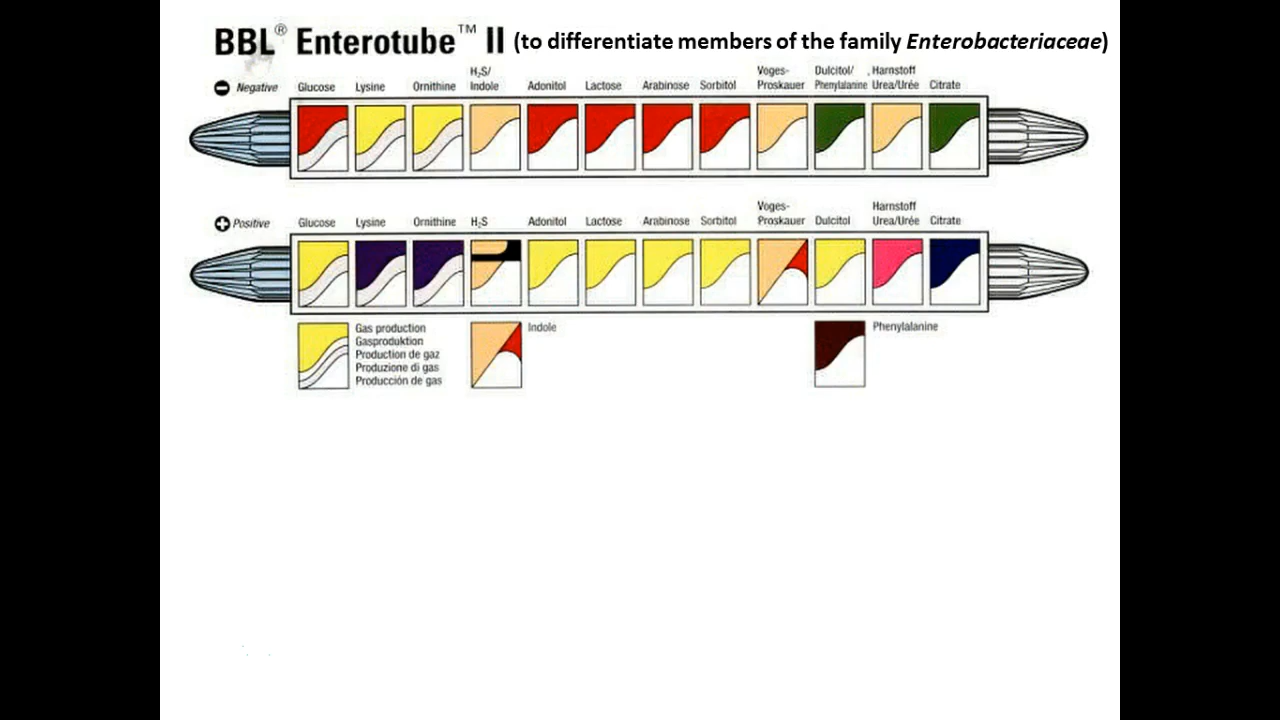 BBL® Enterotube™ II (to differentiate members of the family Enterobacteriaceae)
Negative Glucose Lysine Ornithine H₂S/ Indole Adonitol Lactose Arabinose Sorbitol Voges-Proskauer Dulcitol/ Phenylalanine Harnstoff Urea/Urée Citrate
Positive Glucose Lysine Ornithine H₂S Adonitol Lactose Arabinose Sorbitol Voges-Proskauer Dulcitol Harnstoff Urea/Urée Citrate
Gas production
Gasproduktion
Production de gaz
Produzione di gas
Producción de gas
Indole
Phenylalanine